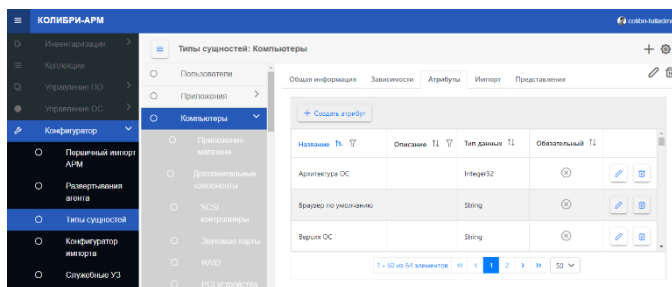 КОЛИБРИ-АРМ
colibri-fulladmi
Инвентаризация
Коллекции
Управление ПО
Управление ОС
Конфигуратор
Первичный импорт
АРМ
Развертывания
агента
Типы сущностей
Конфигуратор
импорта
Служебные УЗ
Типы сущностей: Компьютеры
Пользователи
Приложения
Компьютеры
Приложения
магазина
Дополнительные
компоненты
SCSI
контроллеры
Звуковые карты
RAID
PCI устройства
Общая информация Зависимости Атрибуты Импорт Представления
+ Создать атрибут
Название Описание Тип данных Обязательный
Архитектура ОС Integer32
Браузер по умолчанию String
Версия ОС String
1 - 50 из 64 элементов « ‹ 1 2 › » 50